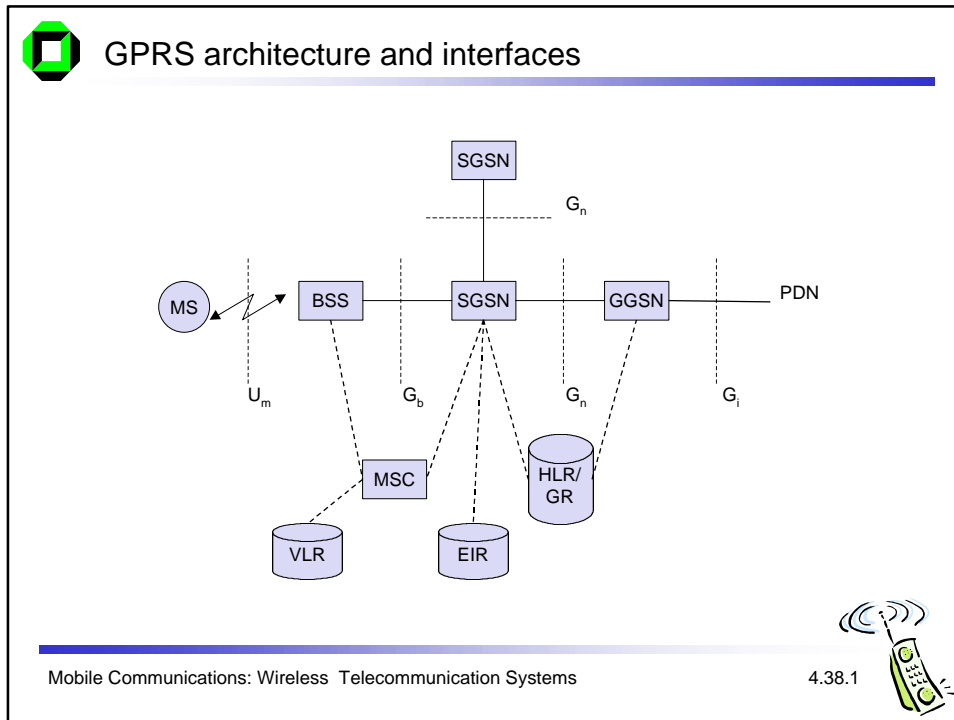 GPRS architecture and interfaces
SGSN
Gn
MS
BSS
SGSN
GGSN
PDN
Um
Gb
Gn
Gi
MSC
HLR/
GR
VLR
EIR
Mobile Communications: Wireless Telecommunication Systems
4.38.1